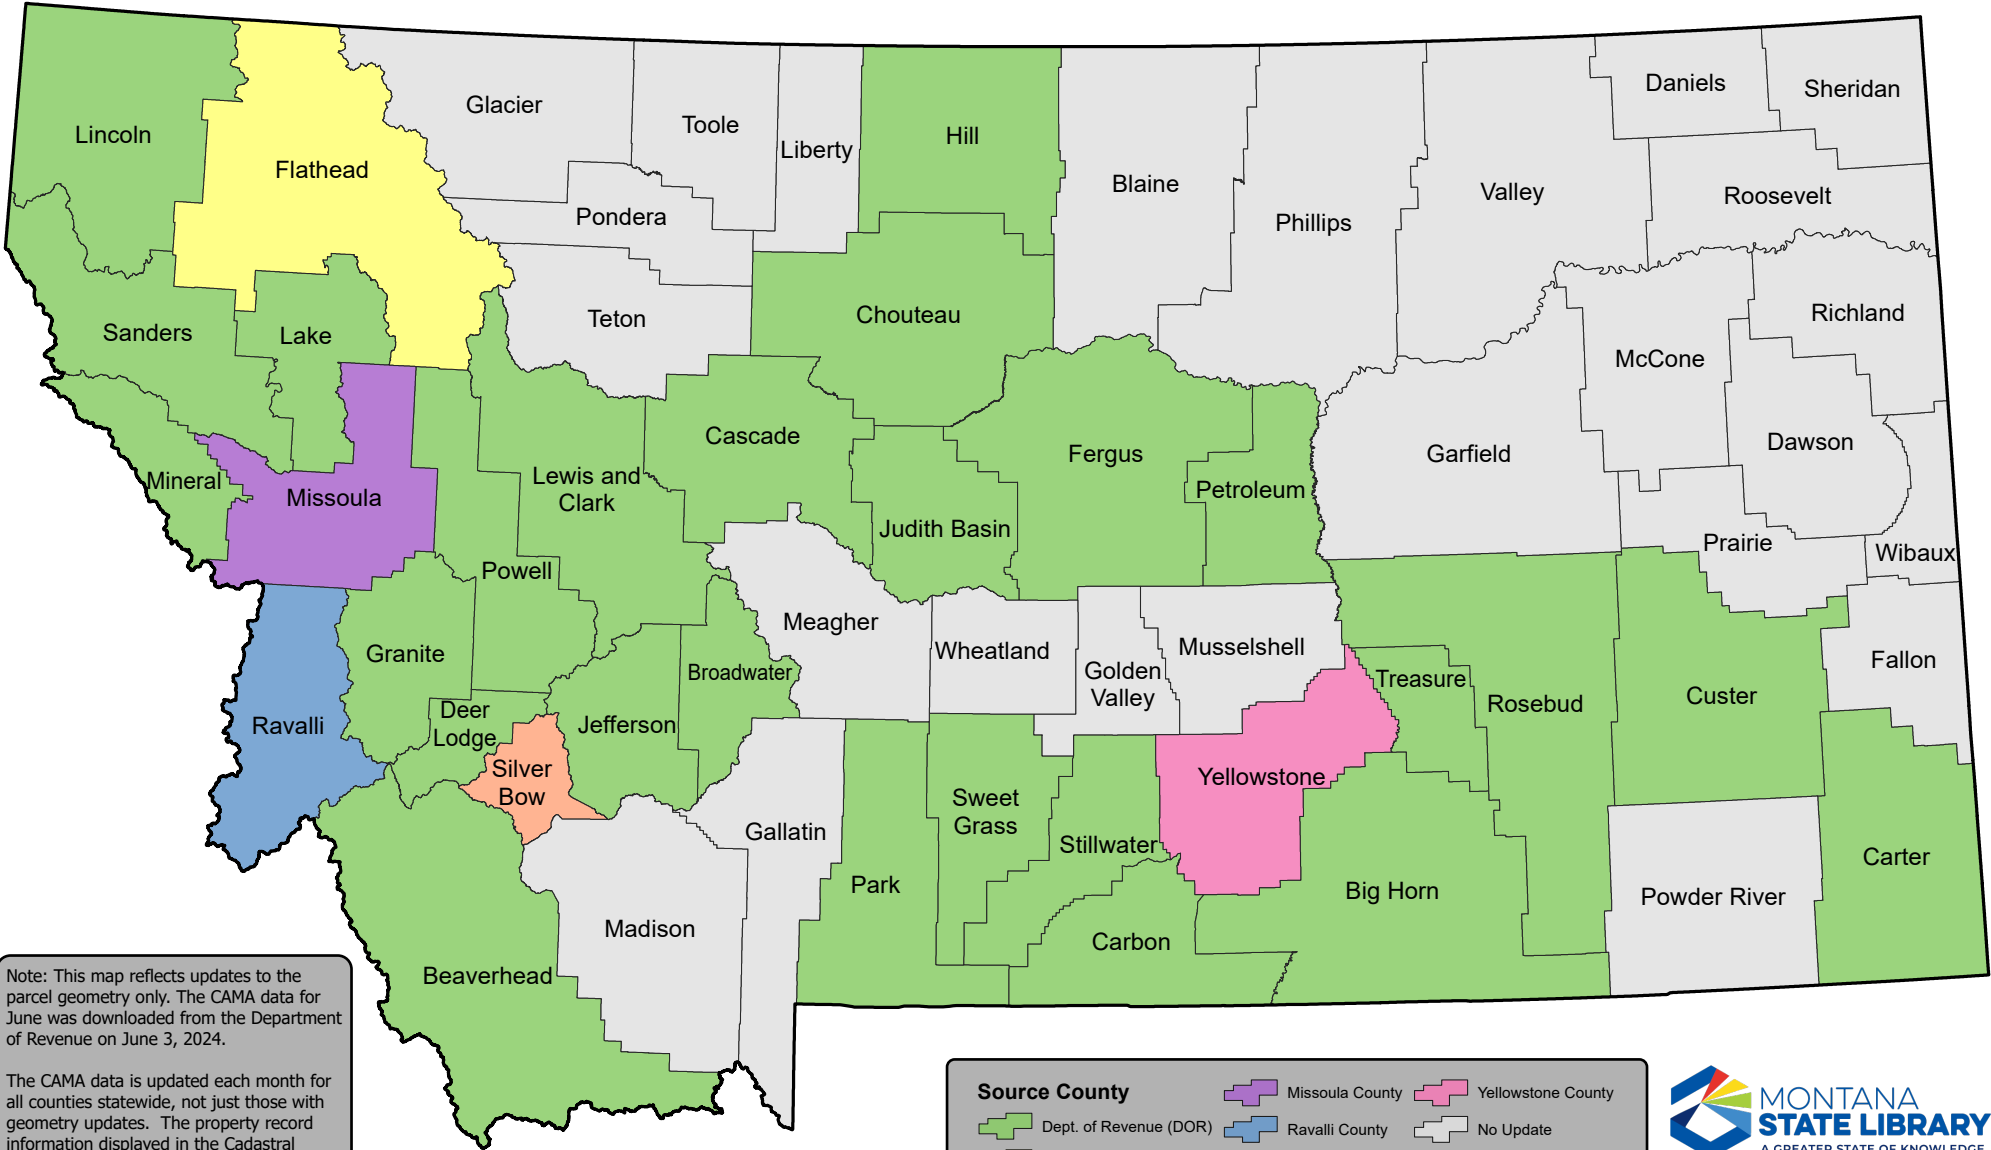 Lincoln
Flathead
Glacier
Toole
Liberty
Hill
Blaine
Phillips
Valley
Daniels
Sheridan
Roosevelt
Pondera
Teton
Chouteau
Richland
McCone
Sanders
Lake
Dawson
Garfield
Cascade
Fergus
Petroleum
Lewis and
Clark
Mineral
Missoula
Judith Basin
Prairie
Wibaux
Powell
Meagher
Wheatland
Golden
Valley
Musselshell
Granite
Broadwater
Treasure
Rosebud
Custer
Fallon
Ravalli
Deer
Lodge
Jefferson
Silver
Bow
Yellowstone
Sweet
Grass
Stillwater
Gallatin
Park
Big Horn
Powder River
Carter
Madison
Carbon
Beaverhead
Note: This map reflects updates to the
parcel geometry only. The CAMA data for
June was downloaded from the Department
of Revenue on June 3, 2024.
The CAMA data is updated each month for
all counties statewide, not just those with
geometry updates.  The property record
information displayed in the Cadastral
Source County
Dept. of Revenue (DOR)
Missoula County
Ravalli County
Yellowstone County
No Update
MONTANA
STATE LIBRARY
A GREATER STATE OF KNOWLEDGE